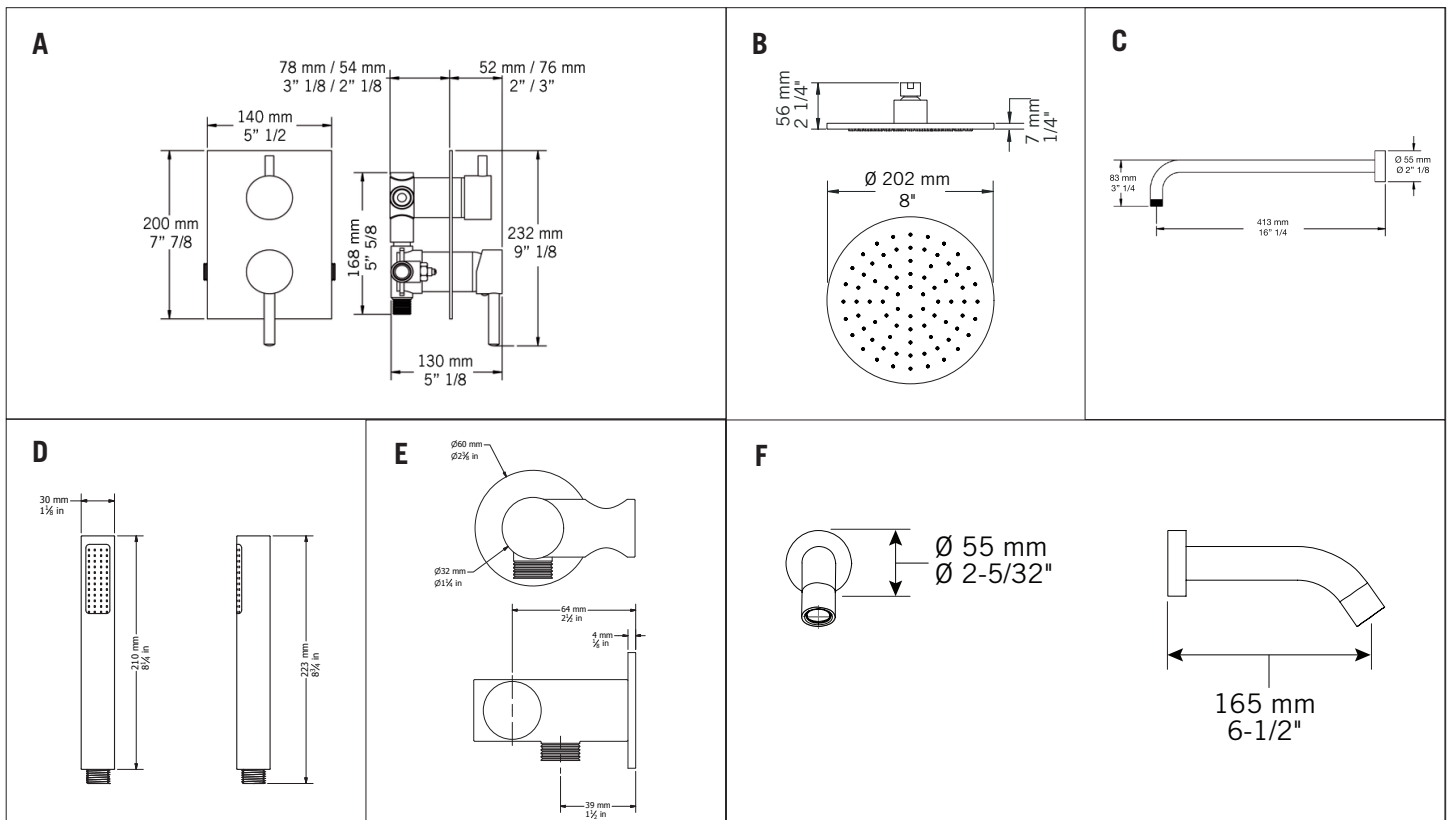 A
78 mm / 54 mm
3” 1/8 / 2” 1/8
52 mm / 76 mm
2” / 3”
140 mm
5” 1/2
200 mm
7” 7/8
168 mm
5” 5/8
232 mm
9” 1/8
130 mm
5” 1/8
B
56 mm
2 1/4"
7 mm
1/4"
Ø 202 mm
8"
C
83 mm
3” 1/4
Ø 55 mm
Ø 2” 1/8
413 mm
16” 1/4
D
30 mm
1⅛ in
210 mm
8¼ in
223 mm
8¾ in
E
Ø60 mm
Ø2⅜ in
Ø32 mm
Ø1¼ in
64 mm
2½ in
4 mm
⅛ in
39 mm
1½ in
F
Ø 55 mm
Ø 2-5/32"
165 mm
6-1/2"